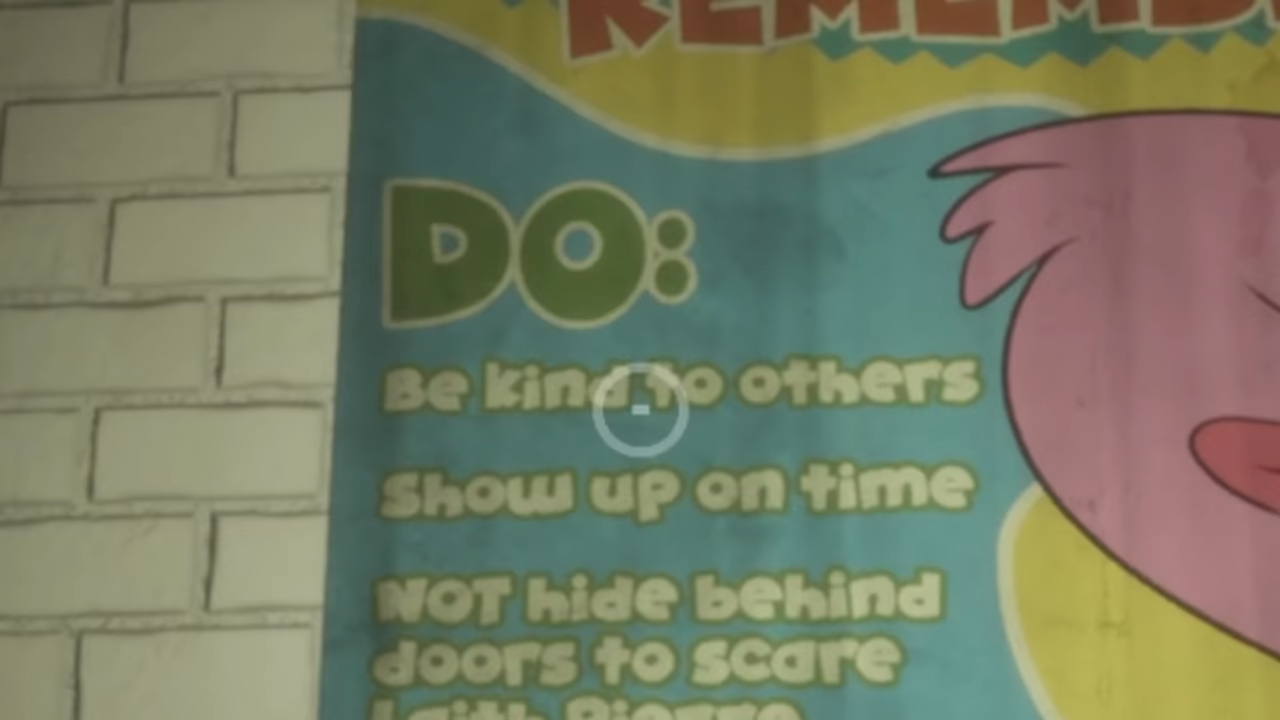 DO:
Be kind to others
Show up on time
NOT hide behind
doors to scare